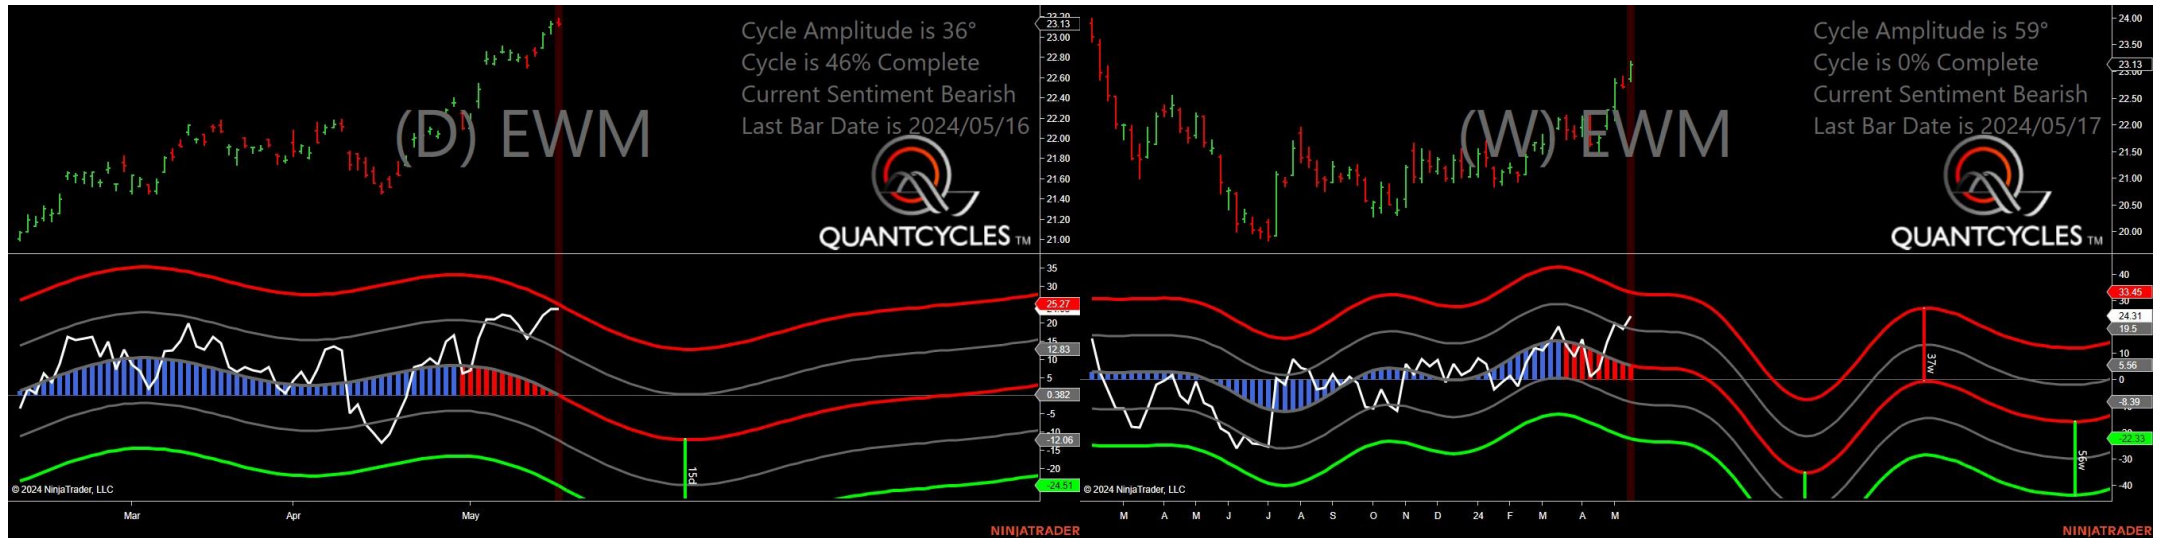 Cycle Amplitude is 36°
Cycle is 46% Complete
Current Sentiment Bearish
Last Bar Date is 2024/05/16
(D) EWM
QUANTCYCLES TM
23.20
23.13
23.00
22.80
22.60
22.40
22.20
22.00
21.80
21.60
21.40
21.20
21.00
35
30
25.27
20
15
12.83
10
5
0.382
-5
-10
-12.06
-15
-20
-24.51
15d
© 2024 NinjaTrader, LLC
Mar
Apr
May
NINJATRADER
Cycle Amplitude is 59°
Cycle is 0% Complete
Current Sentiment Bearish
Last Bar Date is 2024/05/17
(W) EWM
QUANTCYCLES TM
24.00
23.50
23.13
23.00
22.50
22.00
21.50
21.00
20.50
20.00
40
33.45
30
24.31
19.5
10
5.56
0
-8.39
-22.33
-30
-40
37w
56w
© 2024 NinjaTrader, LLC
M A M J J A S O N D 24 F M A M
NINJATRADER